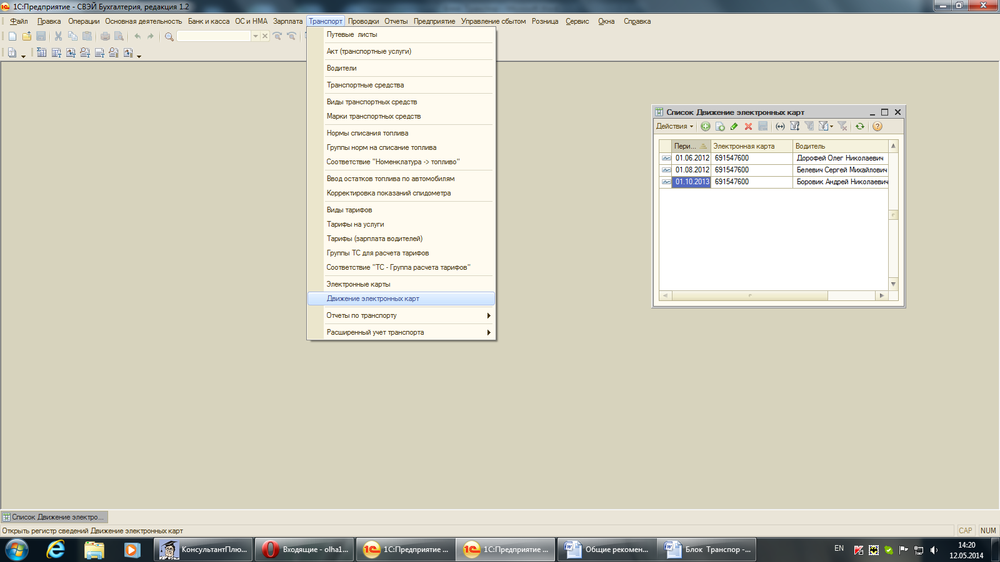 1С:Предприятие - СВЭЙ Бухгалтерия, редакция 1.2
Файл Правка Операции Основная деятельность Банк и касса ОС и НМА Зарплата Транспорт Проводки Отчеты Предприятие Управление сбытом Розница Сервис Окна Справка
Путевые листы
Акт (транспортные услуги)
Водители
Транспортные средства
Виды транспортных средств
Марки транспортных средств
Нормы списания топлива
Группы норм на списание топлива
Соответствие "Номенклатура -> топливо"
Ввод остатков топлива по автомобилям
Корректировка показаний спидометра
Виды тарифов
Тарифы на услуги
Тарифы (зарплата водителей)
Группы ТС для расчета тарифов
Соответствие "ТС - Группа расчета тарифов"
Электронные карты
Движение электронных карт
Отчеты по транспорту
Расширенный учет транспорта
Список Движение электронных карт
Действия
Пери... Электронная карта Водитель
01.06.2012 691547600 Дорофей Олег Николаевич
01.08.2012 691547600 Белевич Сергей Михайлович
01.10.2013 691547600 Боровик Андрей Николаевич
Список Движение электро...
Открыть регистр сведений Движение электронных карт
CAP NUM
КонсультантПлю...
Входящие - olha1...
1С:Предприятие ...
1С:Предприятие ...
Общие рекомен...
Блок Транспор -...
EN
14:20
12.05.2014